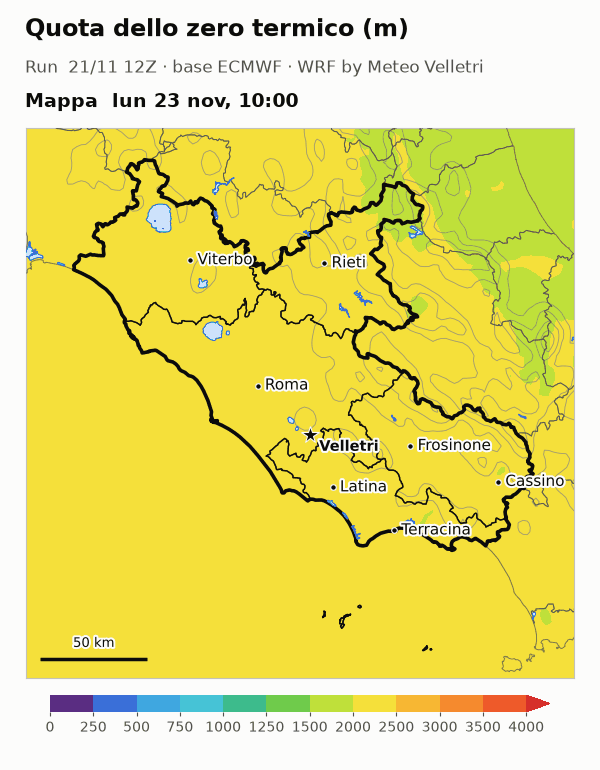 Quota dello zero termico (m)
Run 21/11 12Z · base ECMWF · WRF by Meteo Velletri
Mappa lun 23 nov, 10:00
Viterbo
Rieti
Roma
Velletri
Frosinone
Latina
Cassino
Terracina
50 km
0 250 500 750 1000 1250 1500 2000 2500 3000 3500 4000